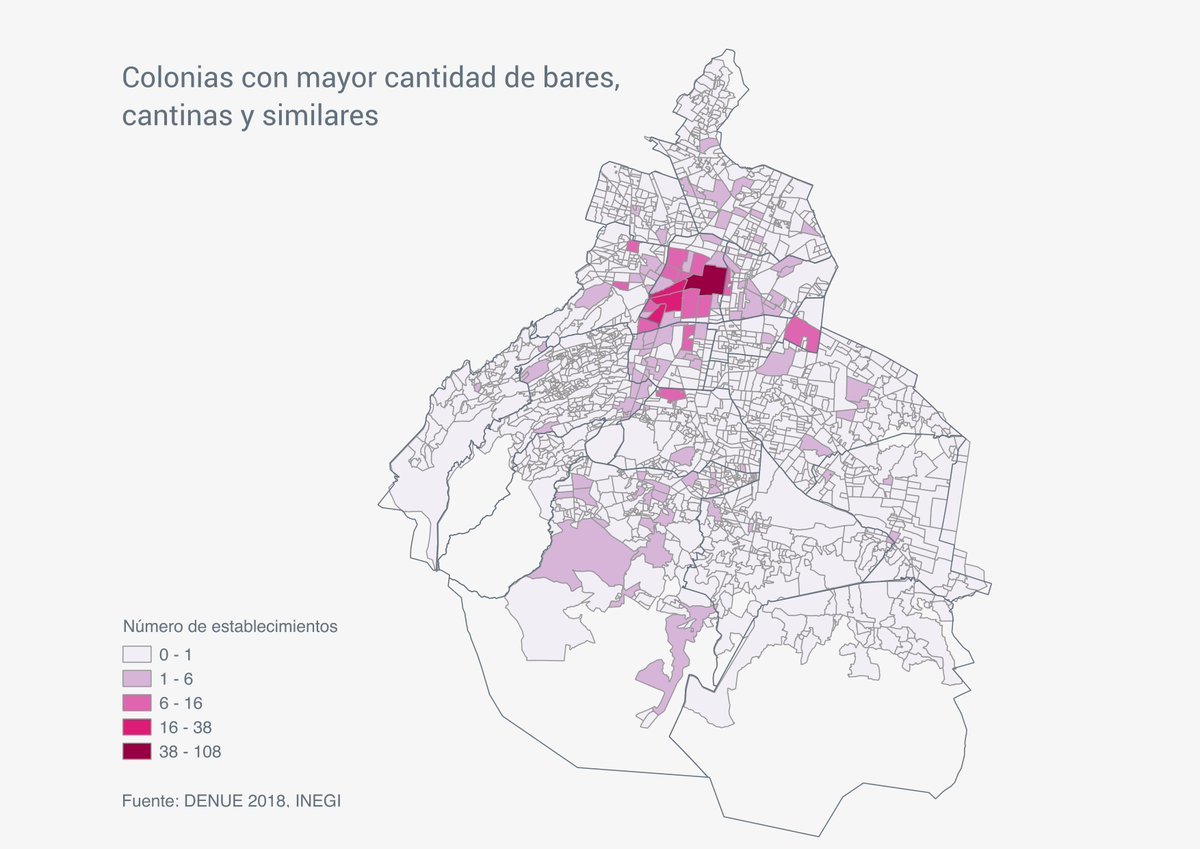 Colonias con mayor cantidad de bares,
cantinas y similares
Número de establecimientos
0 - 1
1 - 6
6 - 16
16 - 38
38 - 108
Fuente: DENUE 2018. INEGI